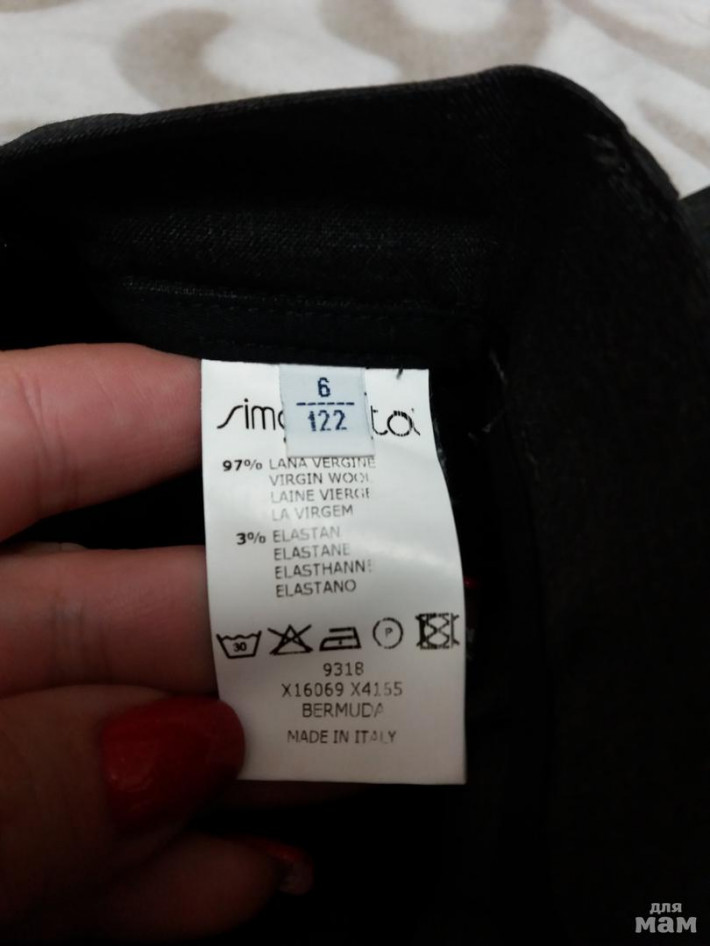 6
122
97% LANA VERGINE
VIRGIN WOOL
LAINE VIERGE
LA VIRGEM
3% ELASTAN
ELASTANE
ELASTHANNE
ELASTANO
30
P
9318
X16069 X4165
BERMUDA
MADE IN ITALY
для
мам